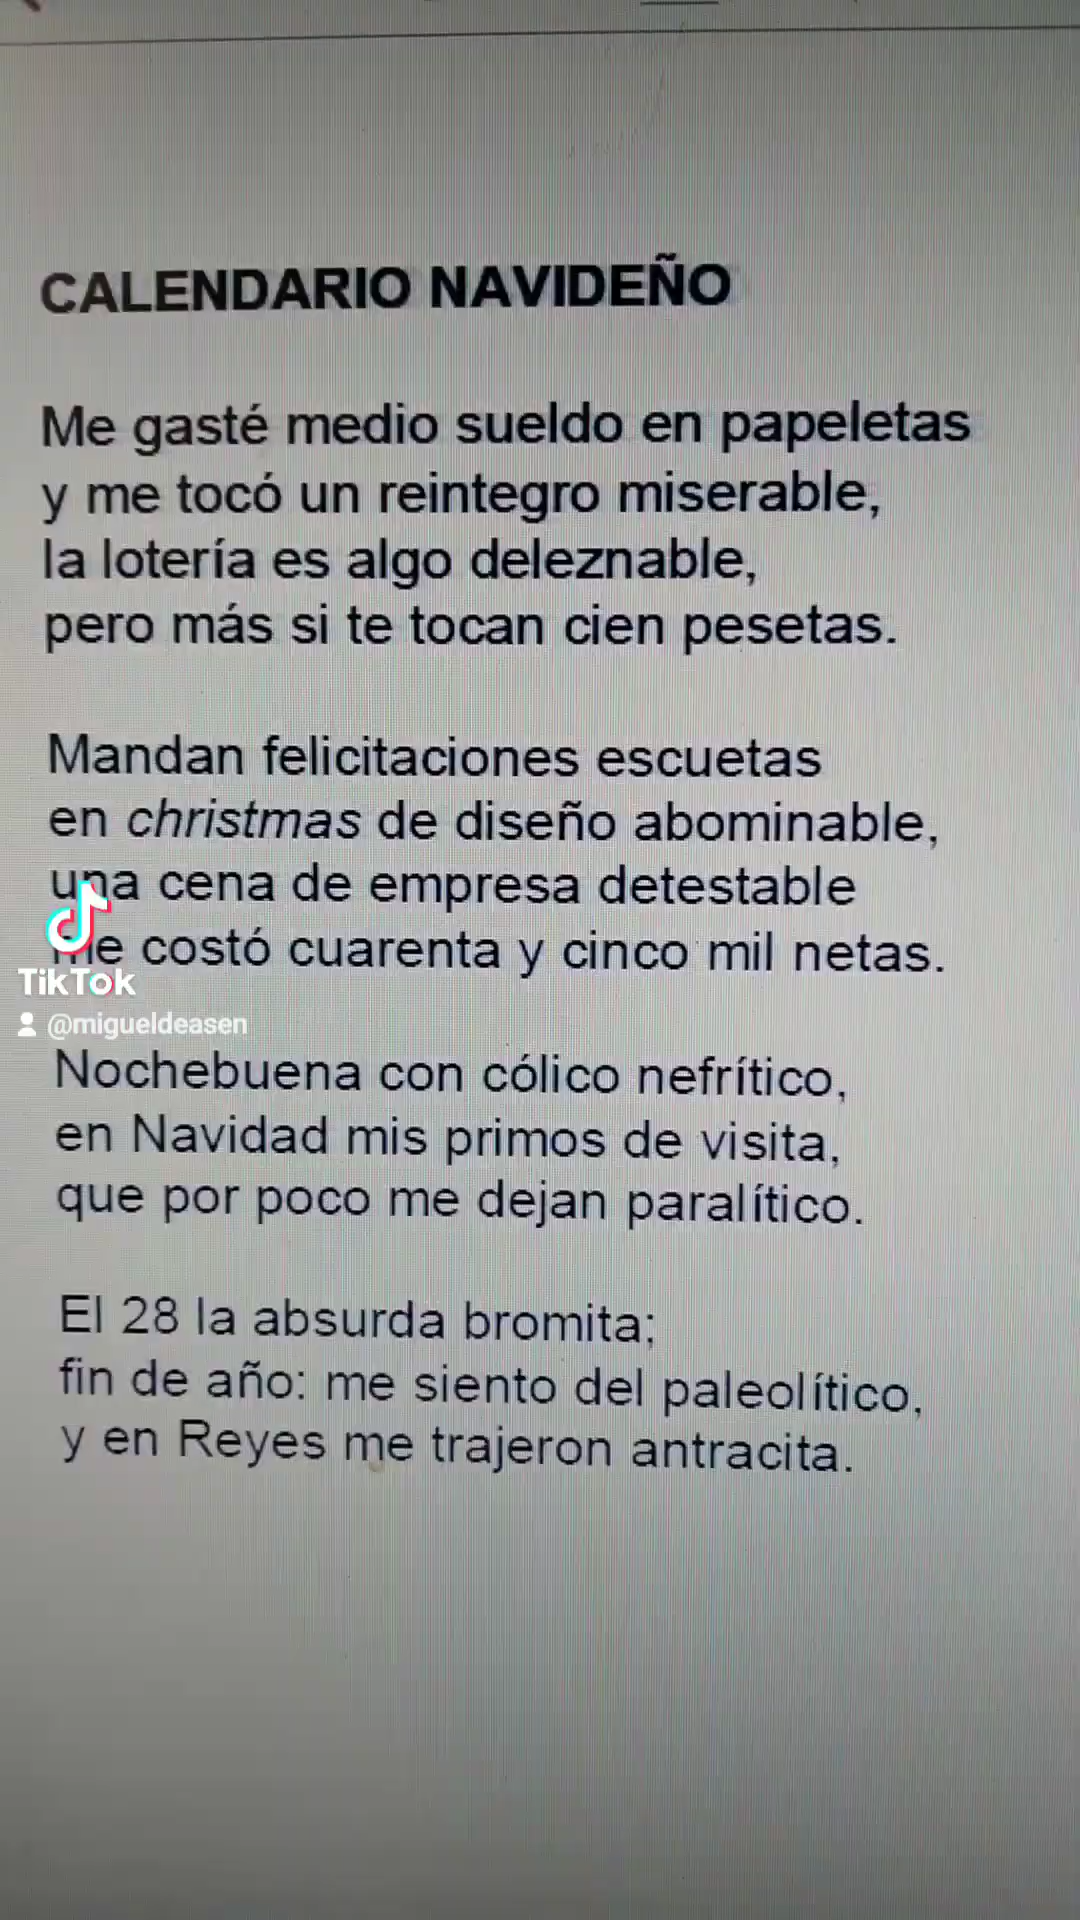 CALENDARIO NAVIDEÑO
Me gasté medio sueldo en papeletas
y me tocó un reintegro miserable,
la lotería es algo deleznable,
pero más si te tocan cien pesetas.
Mandan felicitaciones escuetas
en christmas de diseño abominable,
una cena de empresa detestable
me costó cuarenta y cinco mil netas.
TikTok
@migueldeasen
Nochebuena con cólico nefrítico,
en Navidad mis primos de visita,
que por poco me dejan paralítico.
El 28 la absurda bromita;
fin de año: me siento del paleolítico,
y en Reyes me trajeron antracita.